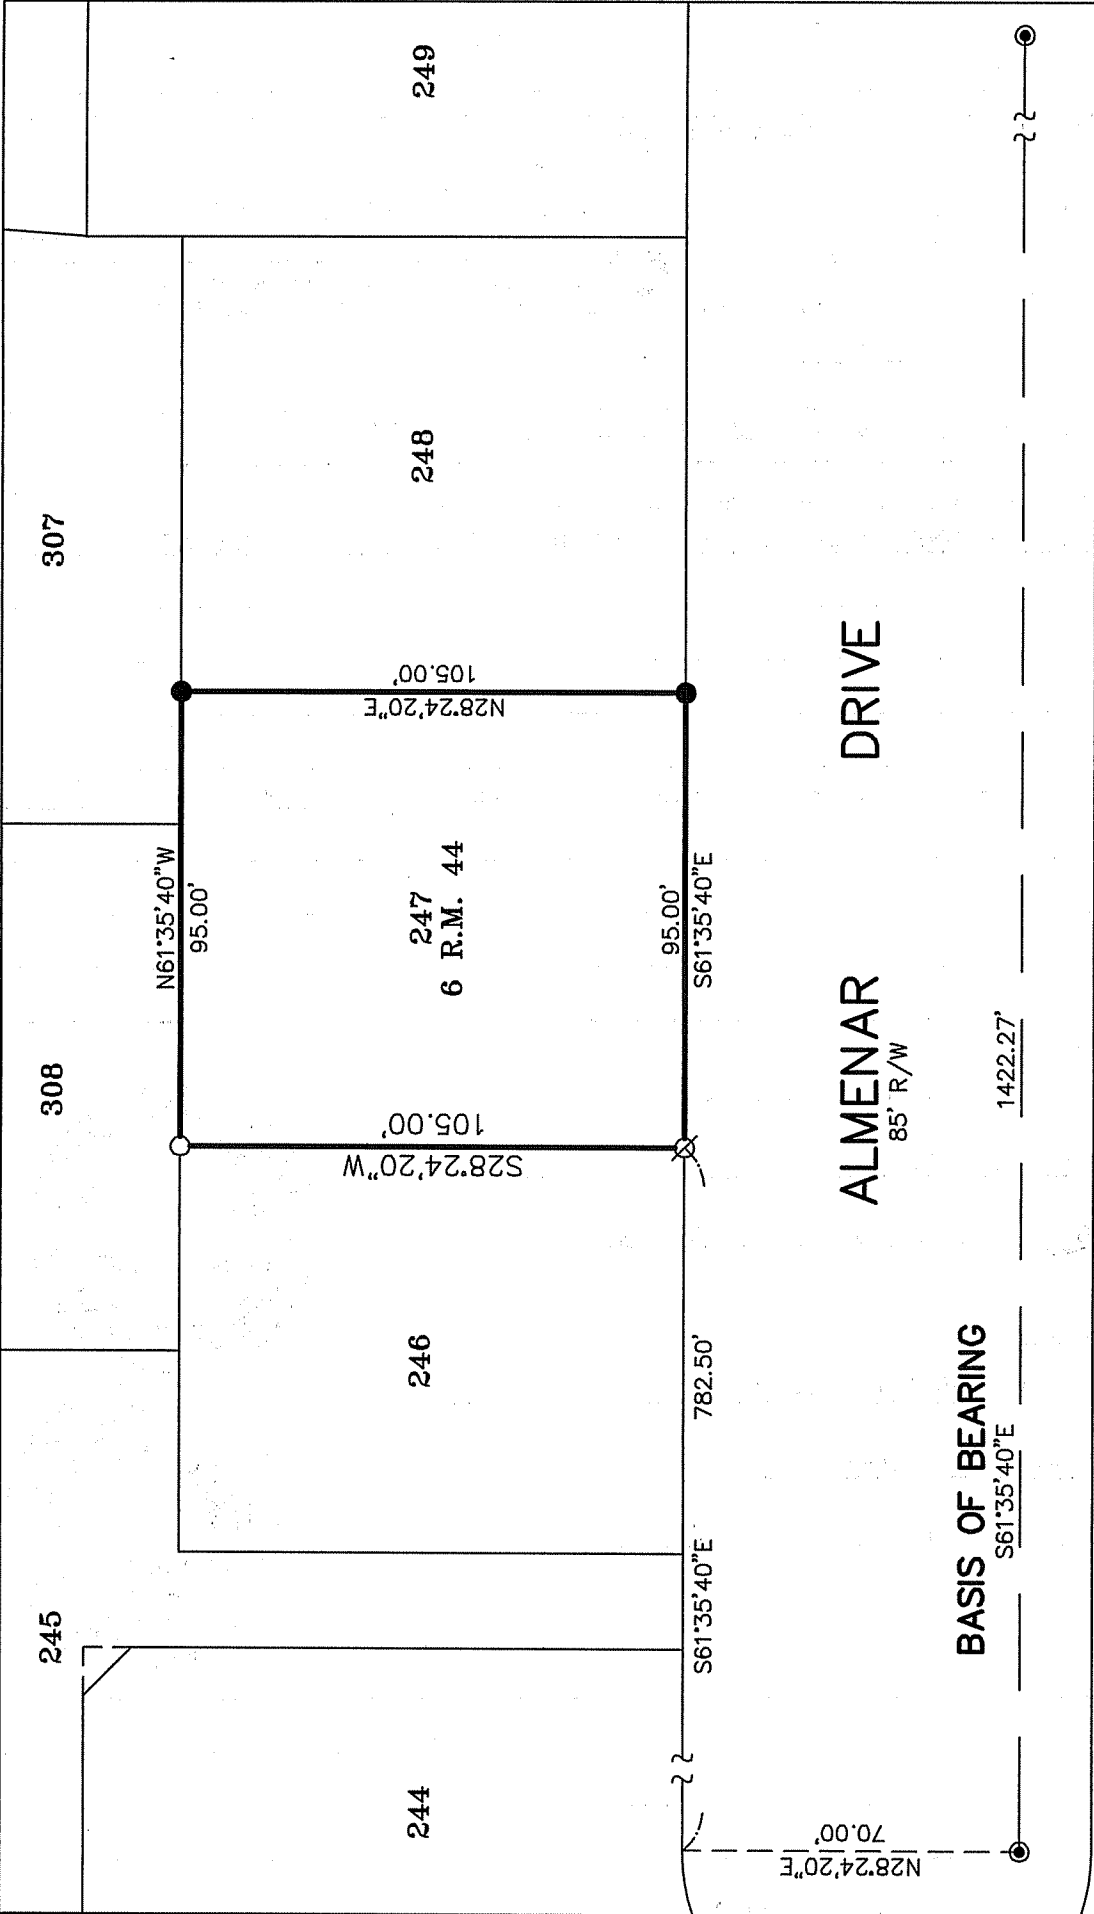 249
248
307
105.00'
N28°24'20"E
N61°35'40"W
95.00'
247
6 R.M. 44
95.00'
S61°35'40"E
308
105.00'
S28°24'20"W
246
782.50'
S61°35'40"E
245
244
ALMENAR DRIVE
85' R/W
1422.27'
BASIS OF BEARING
S61°35'40"E
70.00'
N28°24'20"E